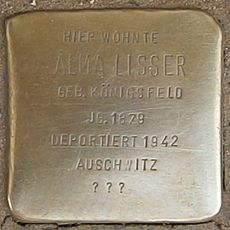 HIER WOHNTE
ALMA LISSER
GEB. KÖNIGSFELD
JG. 1879
DEPORTIERT 1942
AUSCHWITZ
? ? ?